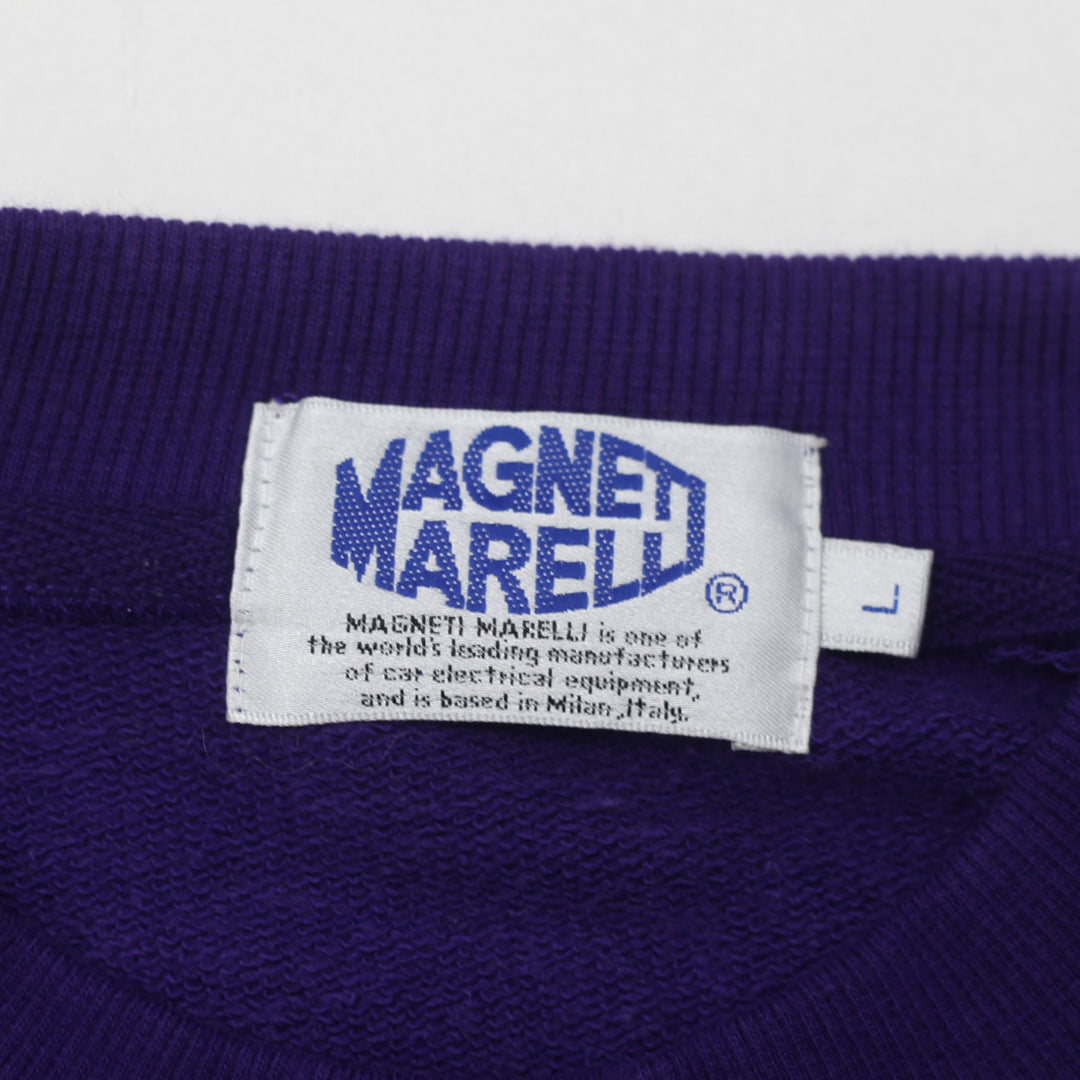 MAGNETI
MARELLI
®
MAGNETI MARELLI is one of
the world's leading manufacturers
of car electrical equipment,
and is based in Milan,Italy.
L